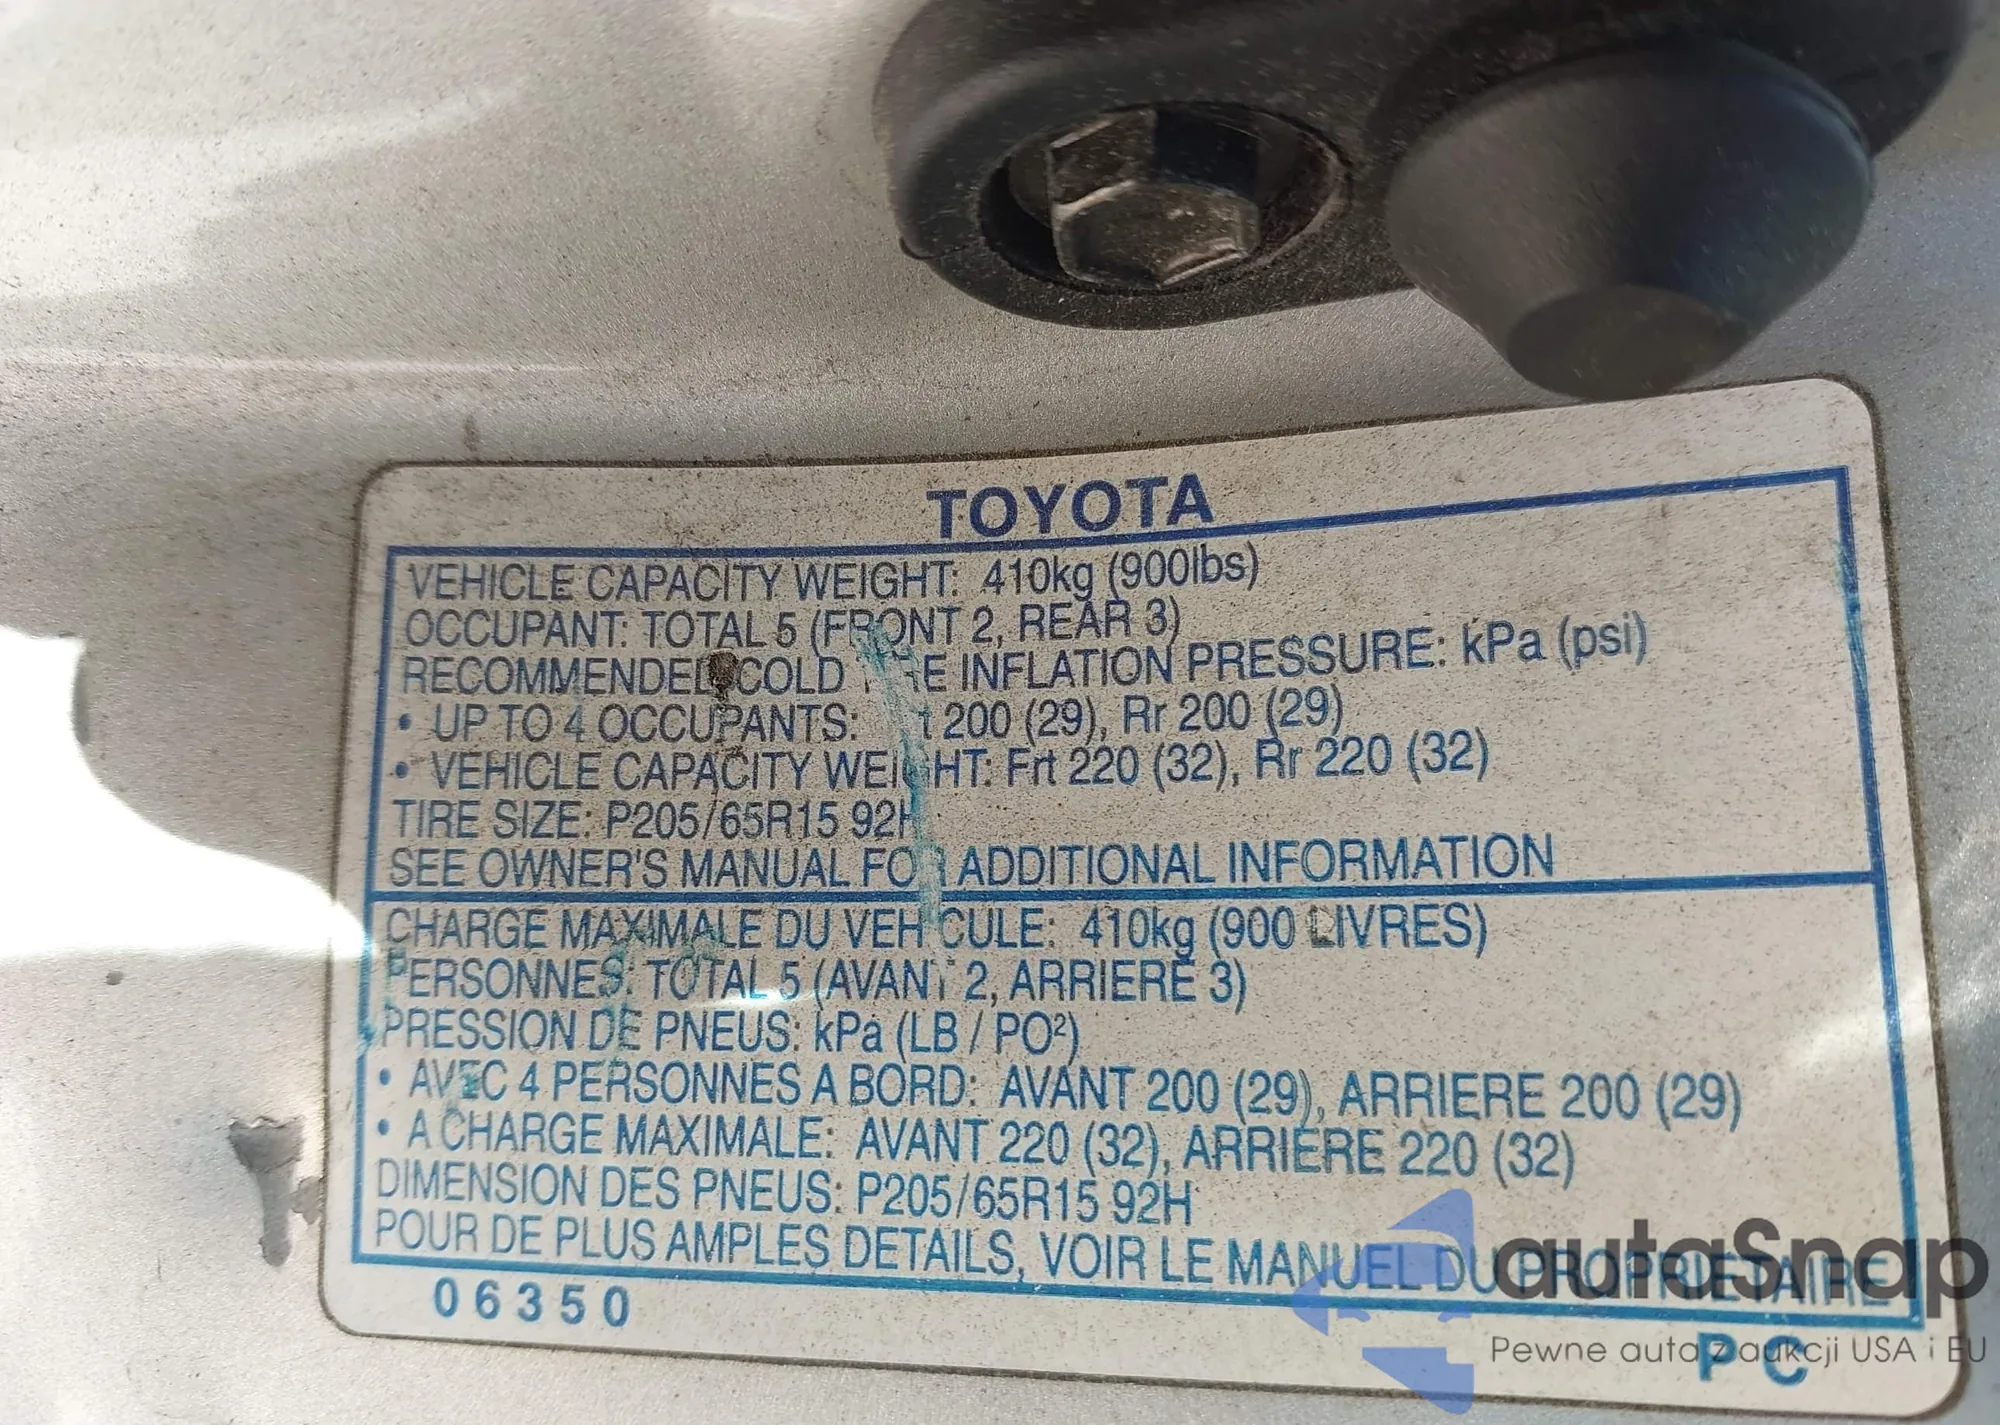 TOYOTA
VEHICLE CAPACITY WEIGHT: 410kg (900lbs)
OCCUPANT: TOTAL 5 (FRONT 2, REAR 3)
RECOMMENDED COLD INFLATION PRESSURE: kPa (psi)
• UP TO 4 OCCUPANTS: 200 (29), Rr 200 (29)
• VEHICLE CAPACITY WEIGHT: Frt 220 (32), Rr 220 (32)
TIRE SIZE: P205/65R15 92H
SEE OWNER'S MANUAL FOR ADDITIONAL INFORMATION
CHARGE MAXIMALE DU VEHICULE: 410kg (900 LIVRES)
PERSONNES: TOTAL 5 (AVANT 2, ARRIERE 3)
PRESSION DE PNEUS: kPa (LB / PO²)
• AVEC 4 PERSONNES A BORD: AVANT 200 (29), ARRIERE 200 (29)
• A CHARGE MAXIMALE: AVANT 220 (32), ARRIERE 220 (32)
DIMENSION DES PNEUS: P205/65R15 92H
POUR DE PLUS AMPLES DETAILS, VOIR LE MANUEL DU PROPRIETAIRE
06350
PC
autaSnap
Pewne auta z aukcji USA i EU